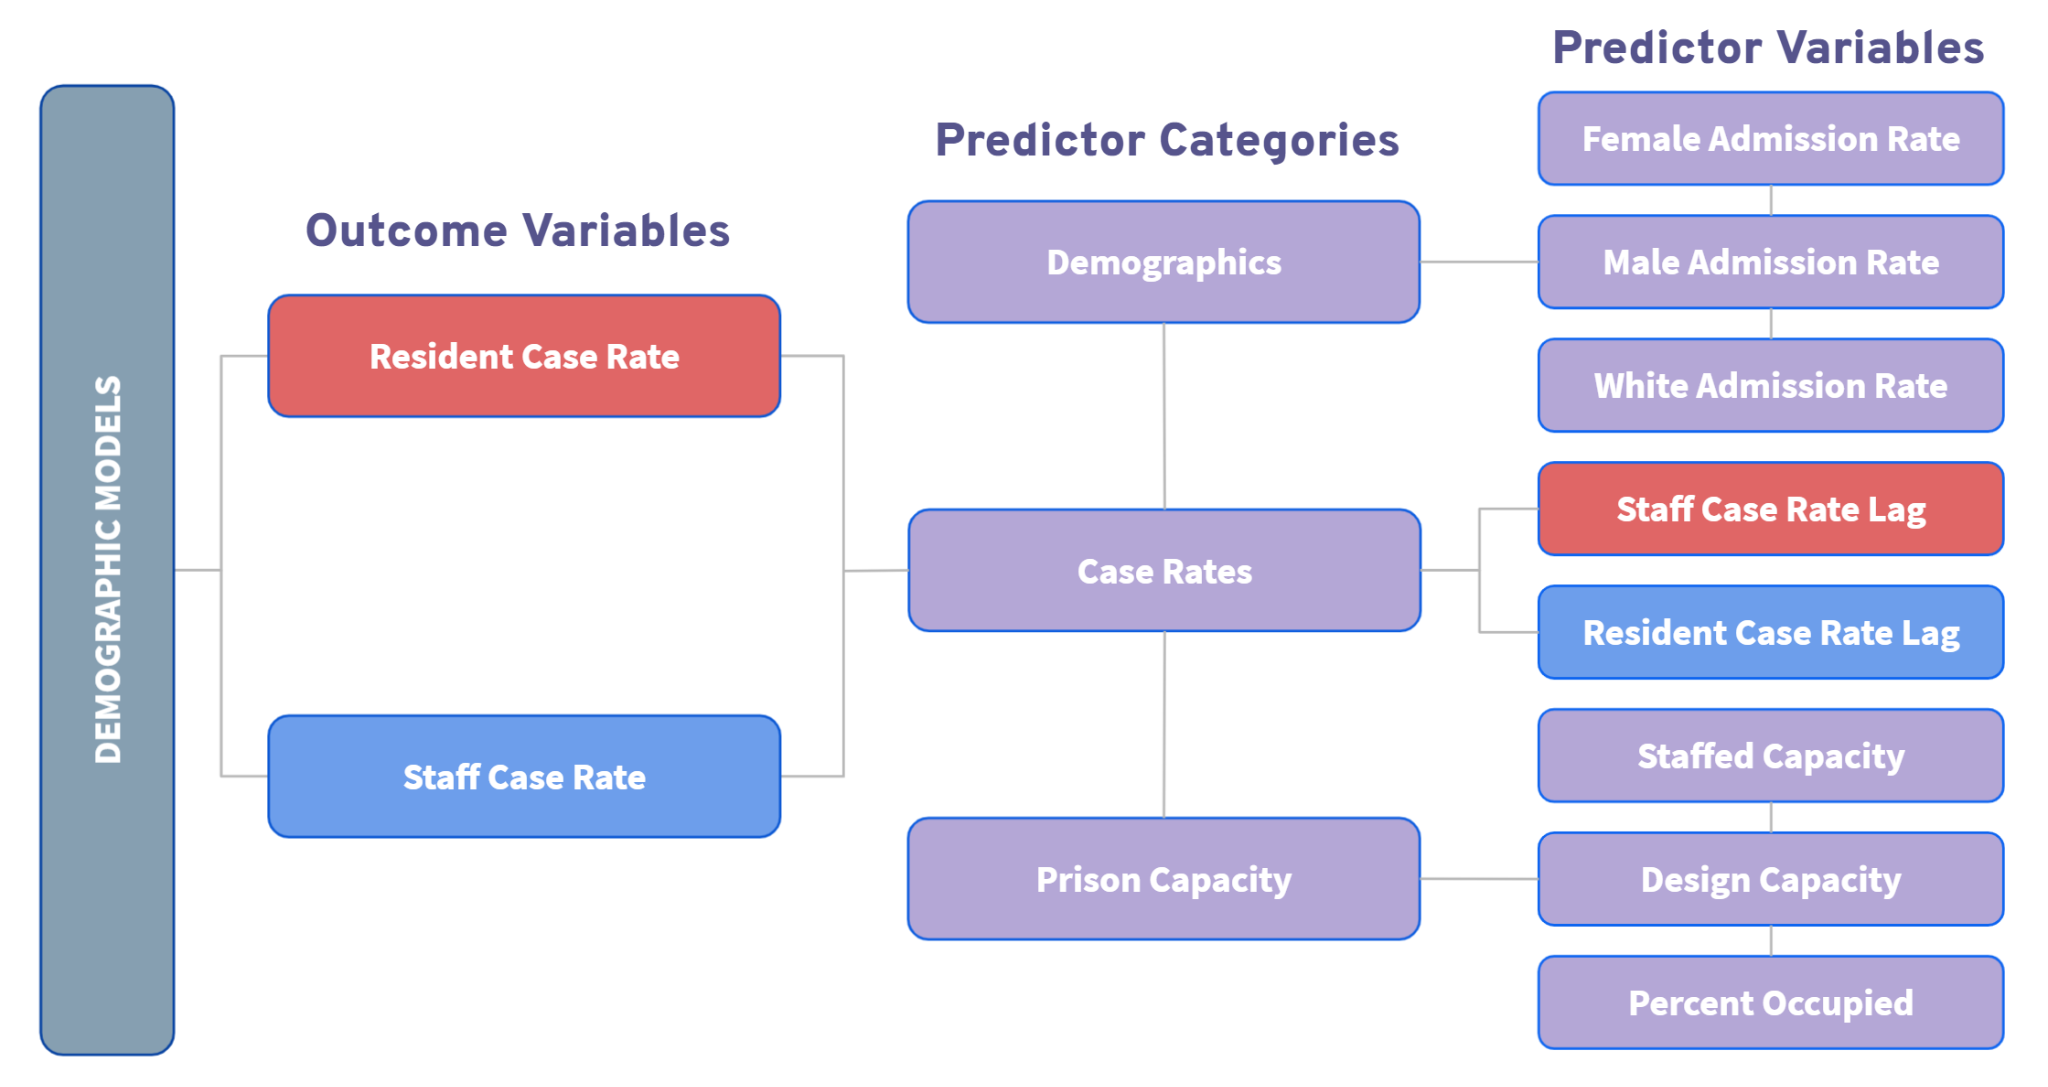 DEMOGRAPHIC MODELS
Outcome Variables
Resident Case Rate
Staff Case Rate
Predictor Categories
Demographics
Case Rates
Prison Capacity
Predictor Variables
Female Admission Rate
Male Admission Rate
White Admission Rate
Staff Case Rate Lag
Resident Case Rate Lag
Staffed Capacity
Design Capacity
Percent Occupied